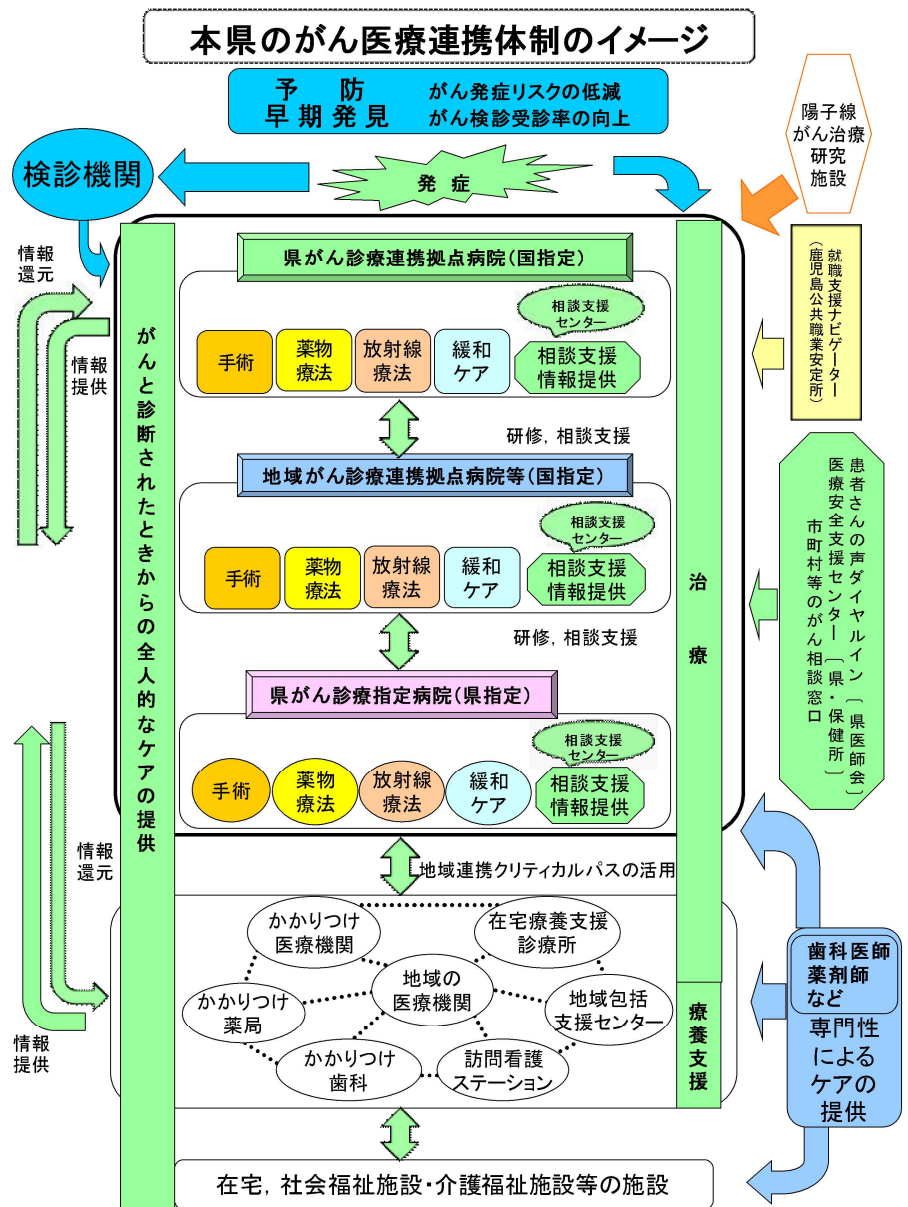 本県のがん医療連携体制のイメージ
予　防　がん発症リスクの低減
早期発見　がん検診受診率の向上
陽子線
がん治療
研究
施設
検診機関
発症
情報
還元
情報
提供
がんと診断されたときからの全人的なケアの提供
県がん診療連携拠点病院(国指定)
相談支援
センター
手術
薬物
療法
放射線
療法
緩和
ケア
相談支援
情報提供
研修，相談支援
地域がん診療連携拠点病院等(国指定)
相談支援
センター
手術
薬物
療法
放射線
療法
緩和
ケア
相談支援
情報提供
研修，相談支援
県がん診療指定病院(県指定)
相談支援
センター
手術
薬物
療法
放射線
療法
緩和
ケア
相談支援
情報提供
治療
就職支援ナビゲーター
(鹿児島公共職業安定所)
患者さんの声ダイヤルイン〔県医師会〕
医療安全支援センター〔県・保健所〕
市町村等のがん相談窓口
地域連携クリティカルパスの活用
情報
還元
情報
提供
かかりつけ
医療機関
在宅療養支援
診療所
地域の
医療機関
かかりつけ
薬局
地域包括
支援センター
かかりつけ
歯科
訪問看護
ステーション
療養支援
歯科医師
薬剤師
など
専門性
による
ケアの
提供
在宅，社会福祉施設・介護福祉施設等の施設